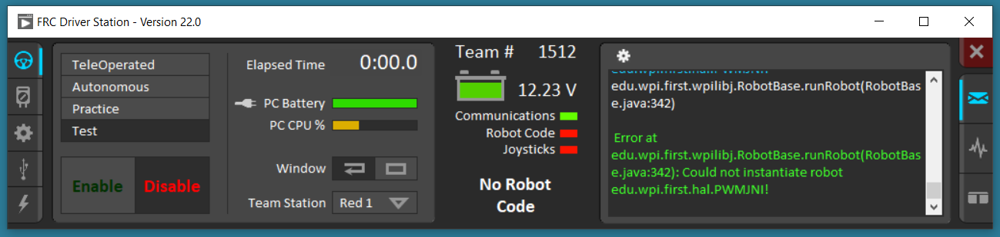 FRC Driver Station - Version 22.0
TeleOperated
Autonomous
Practice
Test
Enable Disable
Elapsed Time 0:00.0
PC Battery
PC CPU %
Window
Team Station Red 1
Team # 1512
12.23 V
Communications
Robot Code
Joysticks
No Robot
Code
edu.wpi.first.wpilibj.RobotBase.runRobot(RobotBas
e.java:342)
Error at
edu.wpi.first.wpilibj.RobotBase.runRobot(RobotBas
e.java:342): Could not instantiate robot
edu.wpi.first.hal.PWMJNI!